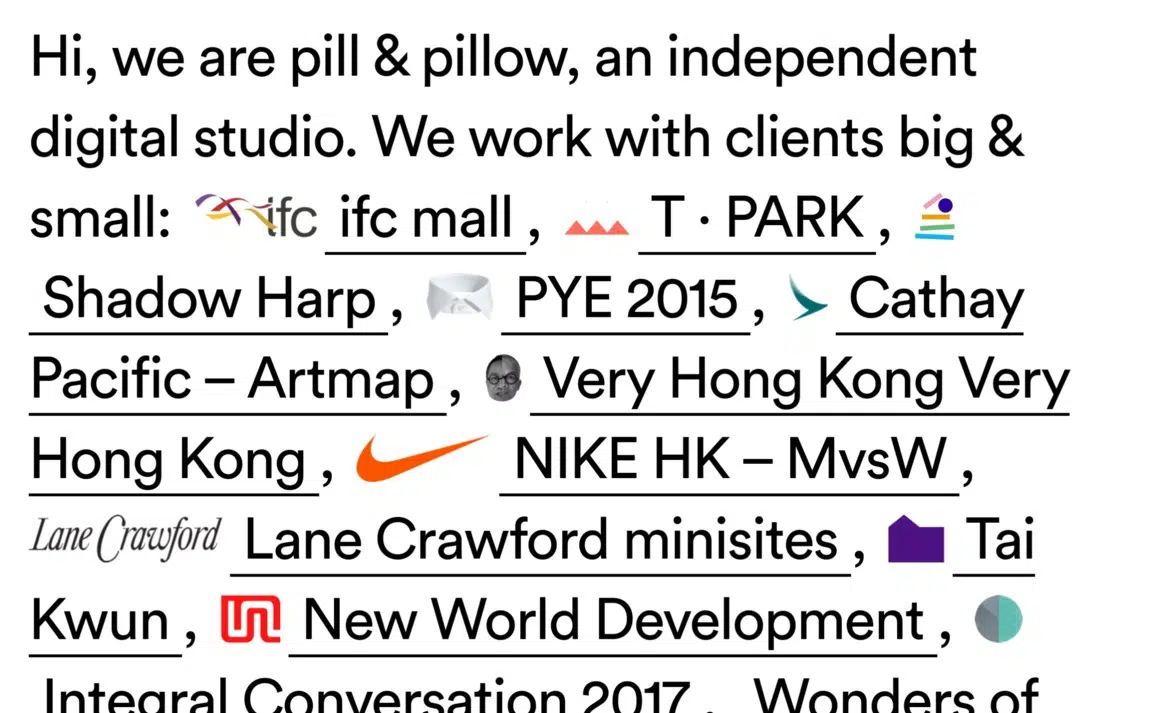 Hi, we are pill & pillow, an independent
digital studio. We work with clients big &
small: ifc ifc mall , T · PARK ,
Shadow Harp , PYE 2015 , Cathay
Pacific – Artmap , Very Hong Kong Very
Hong Kong , NIKE HK – MvsW ,
Lane Crawford Lane Crawford minisites , Tai
Kwun , New World Development ,
Integral Conversation 2017 , Wonders of